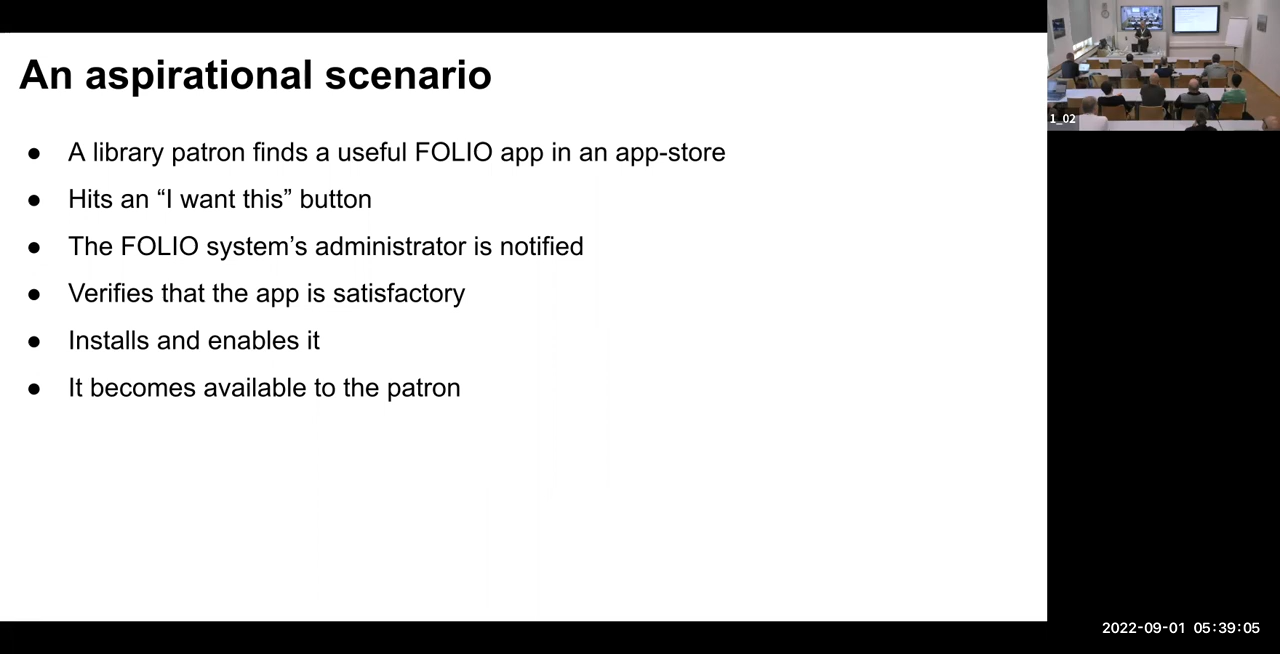 An aspirational scenario
● A library patron finds a useful FOLIO app in an app-store
● Hits an “I want this” button
● The FOLIO system’s administrator is notified
● Verifies that the app is satisfactory
● Installs and enables it
● It becomes available to the patron
1_02
2022-09-01 05:39:05